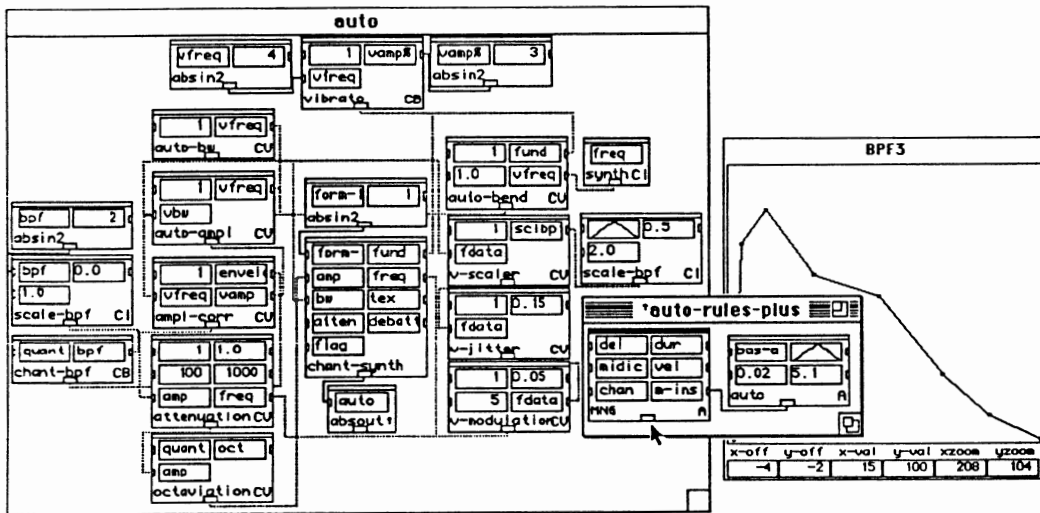 auto
vfreq 4
absin2
1 vamp%
vfreq
vibrato CB
vamp% 3
absin2
1 vfreq
auto-bw CV
1 vfreq
vbw
auto-ampl CV
bpf 2
absin2
bpf 0.0
1.0
scale-bpf CI
1 envel
vfreq vamp
ampl-corr CV
quant bpf
chant-bpf CB
1 1.0
100 1000
amp freq
attenuation CV
quant oct
amp
octaviation CV
form- 1
absin2
form- fund
amp freq
bw tex
atten debatt
flag
chant-synth
auto
absout
1 fund
1.0 vfreq
auto-bend CV
freq
synth CI
1 sclbp
fdata
v-scaler CV
0.5
2.0
scale-bpf CI
1 0.15
fdata
v-jitter CV
1 0.05
5 fdata
v-modulation CV
auto-rules-plus
del dur
midic vel
chan m-ins
MN6 A
bas-a
0.02 5.1
auto A
BPF3
x-off y-off x-val y-val xzoom yzoom
-4 -2 15 100 208 104